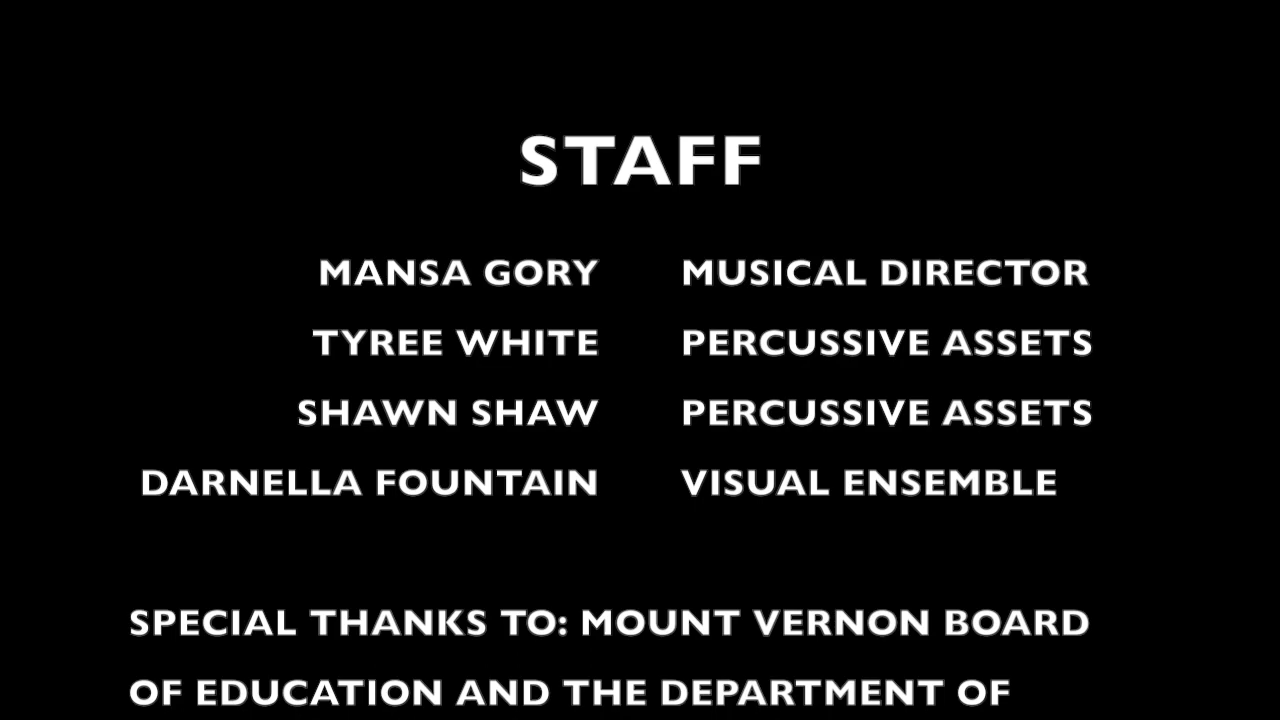 STAFF
MANSA GORY MUSICAL DIRECTOR
TYREE WHITE PERCUSSIVE ASSETS
SHAWN SHAW PERCUSSIVE ASSETS
DARNELLA FOUNTAIN VISUAL ENSEMBLE
SPECIAL THANKS TO: MOUNT VERNON BOARD
OF EDUCATION AND THE DEPARTMENT OF